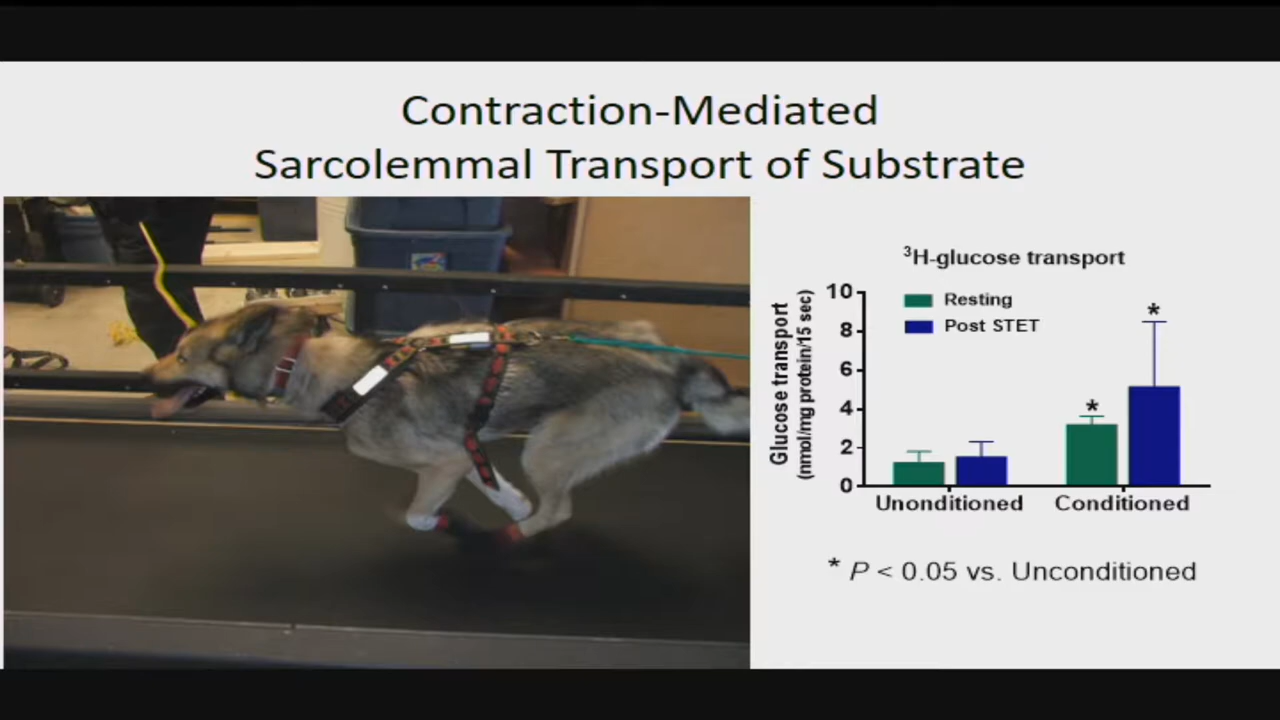 Contraction-Mediated
Sarcolemmal Transport of Substrate
³H-glucose transport
Glucose transport
(nmol/mg protein/15 sec)
10
8
6
4
2
0
Resting
Post STET
*
*
Unonditioned
Conditioned
* P < 0.05 vs. Unconditioned